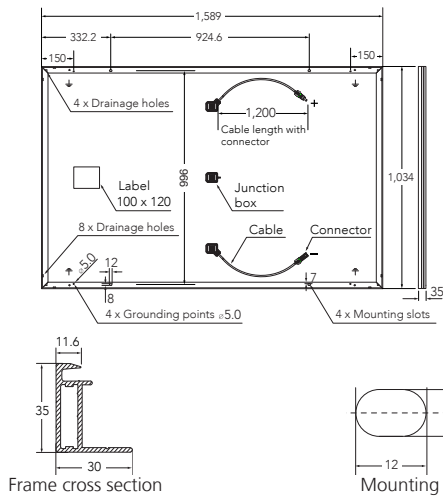 1,589
332.2
924.6
150
150
4 x Drainage holes
+
1,200
Cable length with
connector
996
1,034
Label
100 x 120
Junction
box
8 x Drainage holes
Cable
Connector
ø5.0
12
–
7
8
35
4 x Grounding points ø5.0
4 x Mounting slots
11.6
35
30
12
Frame cross section
Mounting